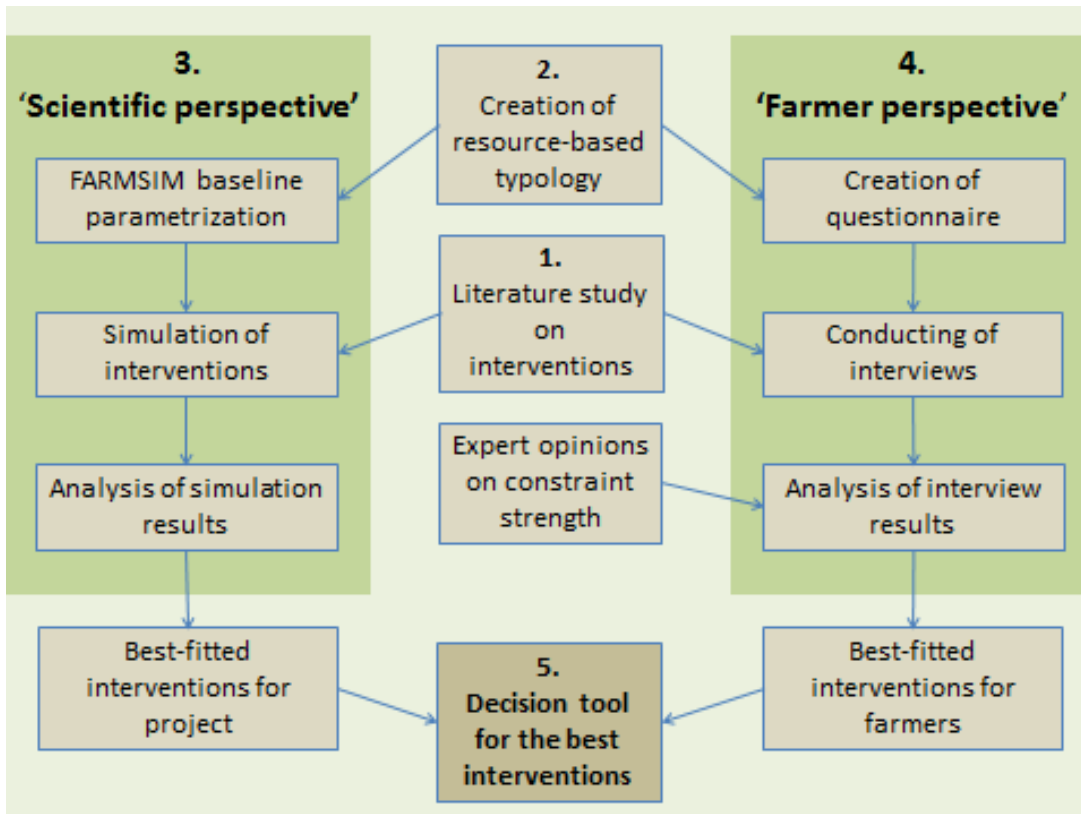 3.
‘Scientific perspective’
FARMSIM baseline
parametrization
Simulation of
interventions
Analysis of simulation
results
Best-fitted
interventions for
project
2.
Creation of
resource-based
typology
1.
Literature study
on
interventions
Expert opinions
on constraint
strength
5.
Decision tool
for the best
interventions
4.
‘Farmer perspective’
Creation of
questionnaire
Conducting of
interviews
Analysis of interview
results
Best-fitted
interventions for
farmers